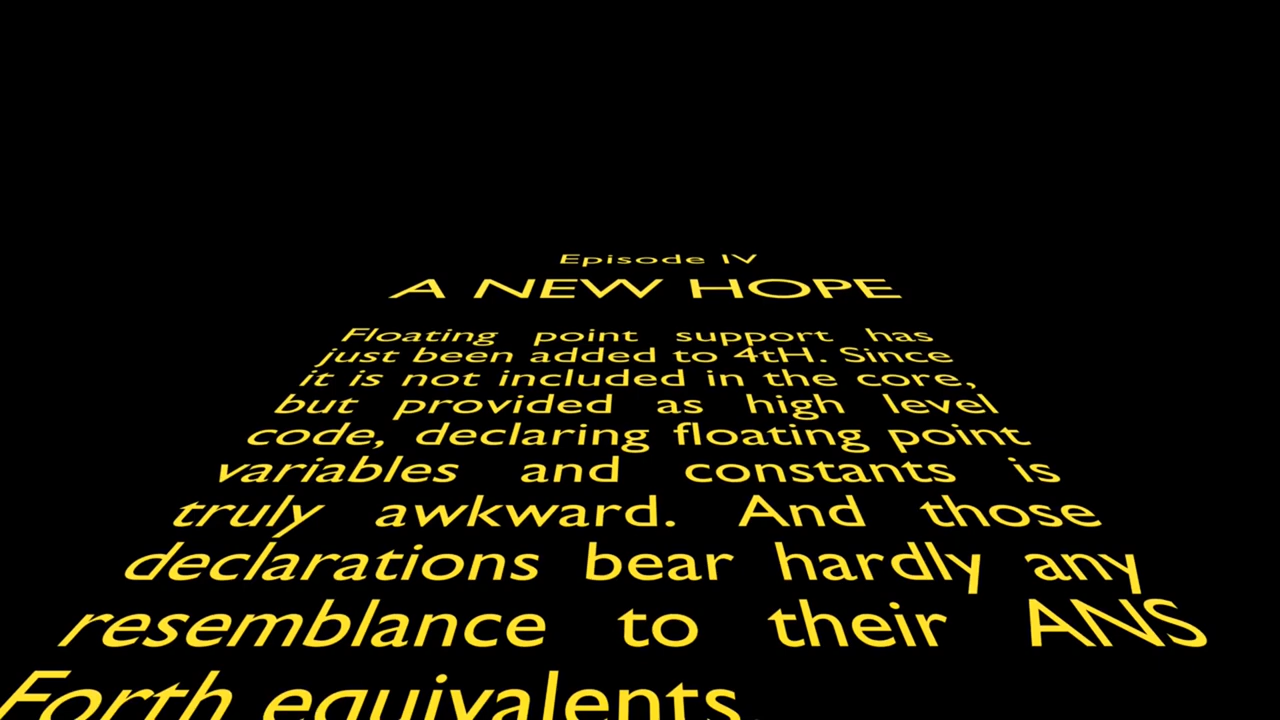 Episode IV
A NEW HOPE
Floating point support has
just been added to 4tH. Since
it is not included in the core,
but provided as high level
code, declaring floating point
variables and constants is
truly awkward. And those
declarations bear hardly any
resemblance to their ANS
Forth equivalents.